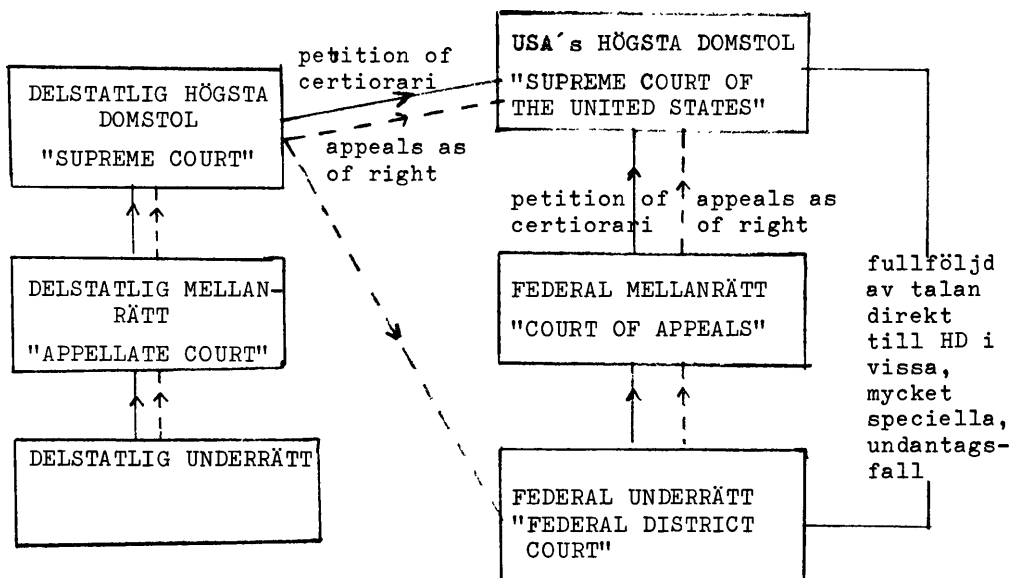 petition of
certiorari
DELSTATLIG HÖGSTA
DOMSTOL
"SUPREME COURT"
USA´s HÖGSTA DOMSTOL
"SUPREME COURT OF
THE UNITED STATES"
appeals as
of right
petition of
certiorari
appeals as
of right
DELSTATLIG MELLAN-
RÄTT
"APPELLATE COURT"
FEDERAL MELLANRÄTT
"COURT OF APPEALS"
fullföljd
av talan
direkt
till HD i
vissa,
mycket
speciella,
undantags-
fall
DELSTATLIG UNDERRÄTT
FEDERAL UNDERRÄTT
"FEDERAL DISTRICT
COURT"